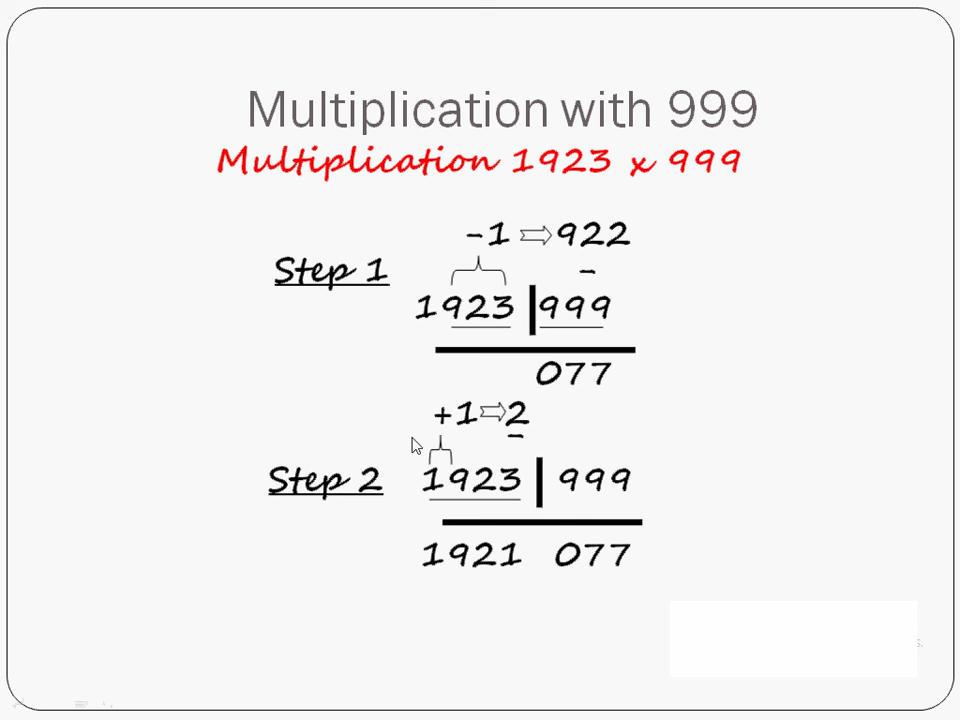 Multiplication with 999
Multiplication 1923 x 999
-1 ⇨ 922
Step 1
-
1923 | 999
077
+1 ⇨ 2
-
Step 2 1923 | 999
1921 077
s.